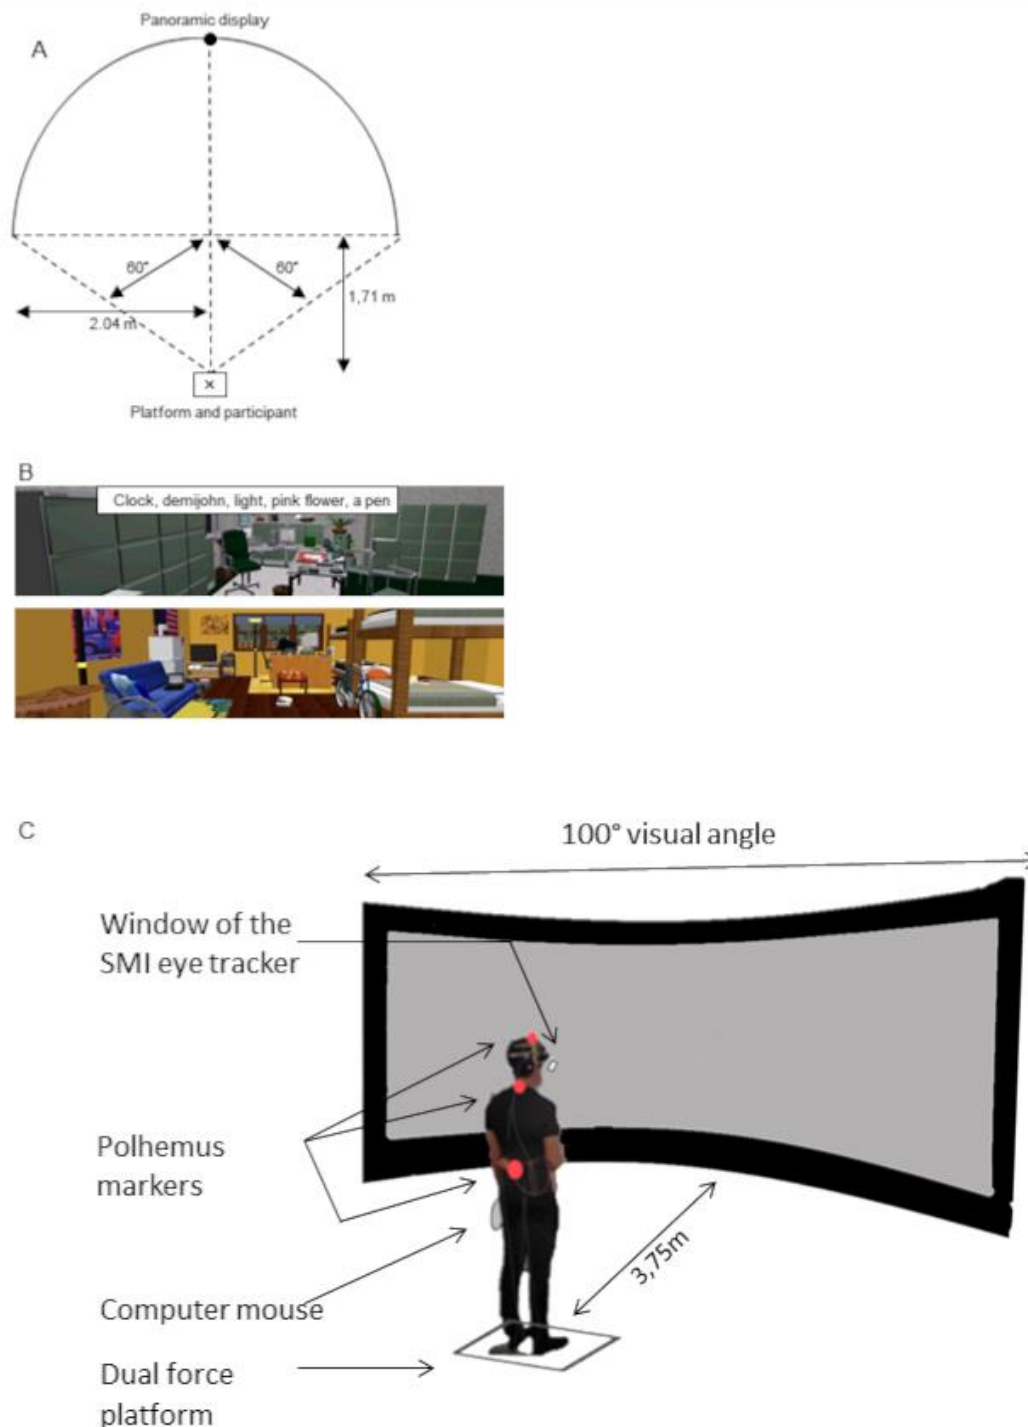 Panoramic display
A
60°
60°
1,71 m
2.04 m
×
Platform and participant
B
Clock, demijohn, light, pink flower, a pen
C
100° visual angle
Window of the
SMI eye tracker
Polhemus
markers
3,75m
Computer mouse
Dual force
platform